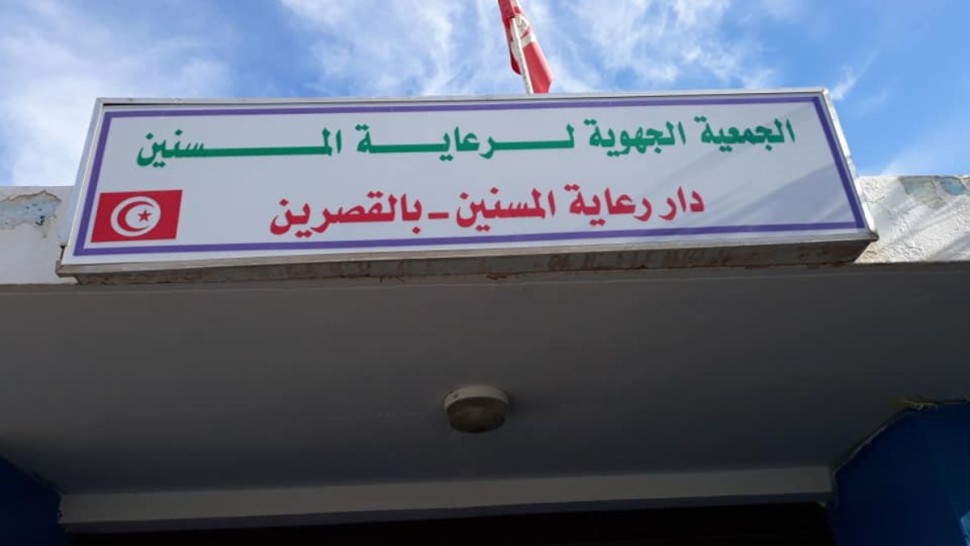 الجمعية الجهوية لرعاية المسنين
دار رعاية المسنين - بالقصرين